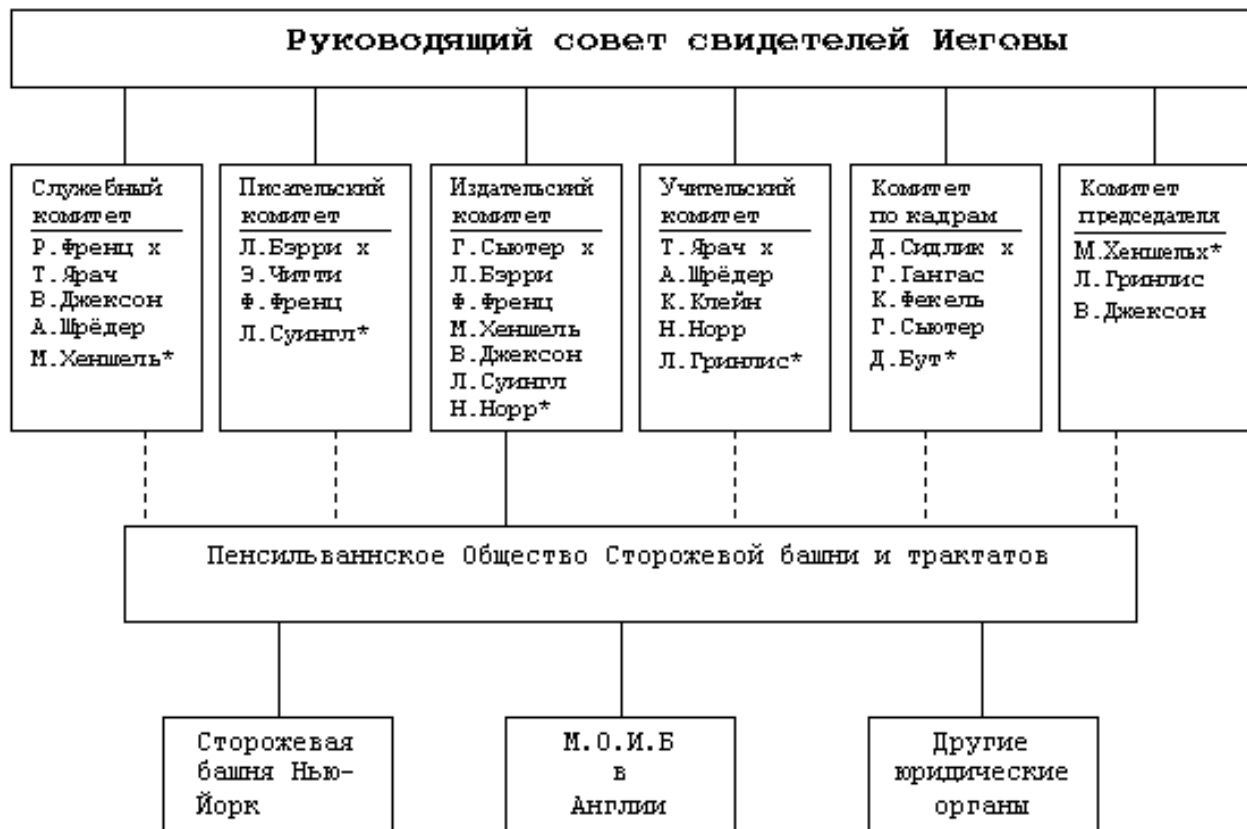 Руководящий совет свидетелей Иеговы
Служебный
комитет
Р.Френц х
Т.Ярач
В.Джексон
А.Шрёдер
М.Хеншель*
Писательский
комитет
Л.Бэрри х
Э.Читти
Ф.Френц
Л.Суингл*
Издательский
комитет
Г.Сьютер х
Л.Бэрри
Ф.Френц
М.Хеншель
В.Джексон
Л.Суингл
Н.Норр*
Учительский
комитет
Т.Ярач х
А.Шрёдер
К.Клейн
Н.Норр
Л.Гринлис*
Комитет
по кадрам
Д.Сидлик х
Г.Гангас
К.Фекель
Г.Сьютер
Д.Бут*
Комитет
председателя
М.Хеншельх*
Л.Гринлис
В.Джексон
Пенсильваннское Общество Сторожевой башни и трактатов
Сторожевая
башня Нью-
Йорк
М.О.И.Б
в
Англии
Другие
юридические
органы